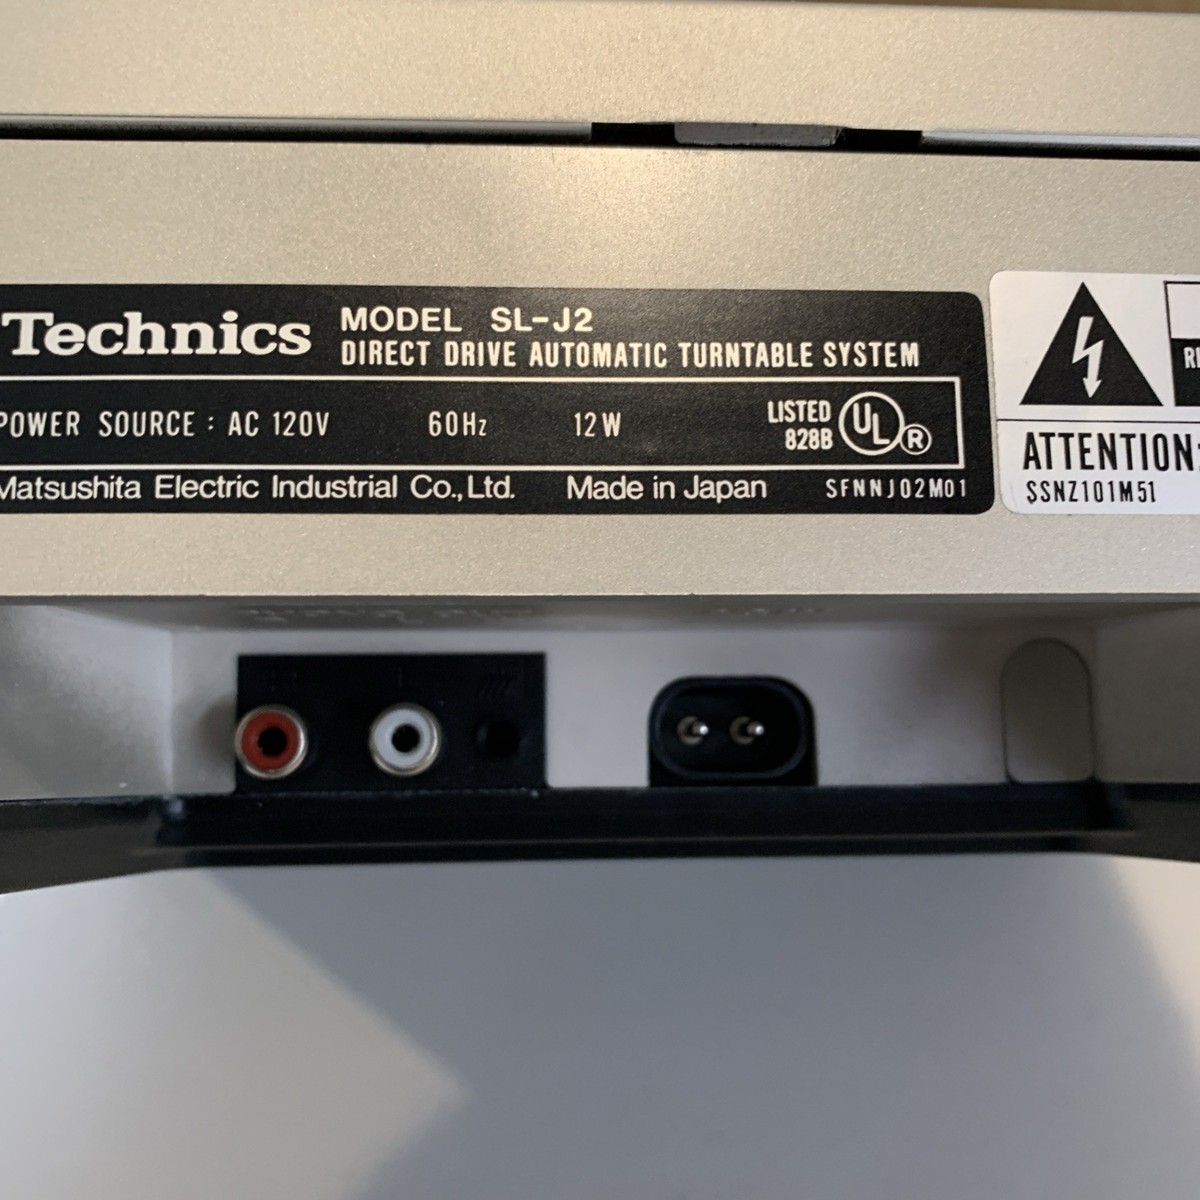 Technics
MODEL SL-J2
DIRECT DRIVE AUTOMATIC TURNTABLE SYSTEM
POWER SOURCE : AC 120V 60Hz 12W
LISTED
828B
UL ®
Matsushita Electric Industrial Co., Ltd. Made in Japan SFNNJ02M01
ATTENTION:
SSNZ101M51